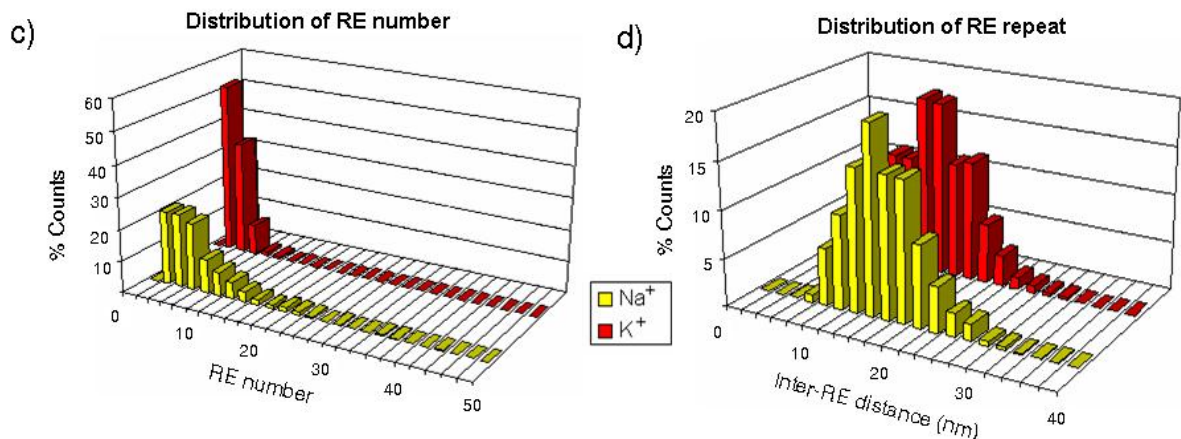 c)
Distribution of RE number
60
50
40
30
20
10
% Counts
0
10
20
30
40
50
RE number
Na⁺
K⁺
d)
Distribution of RE repeat
20
15
10
5
% Counts
0
10
20
30
40
Inter-RE distance (nm)